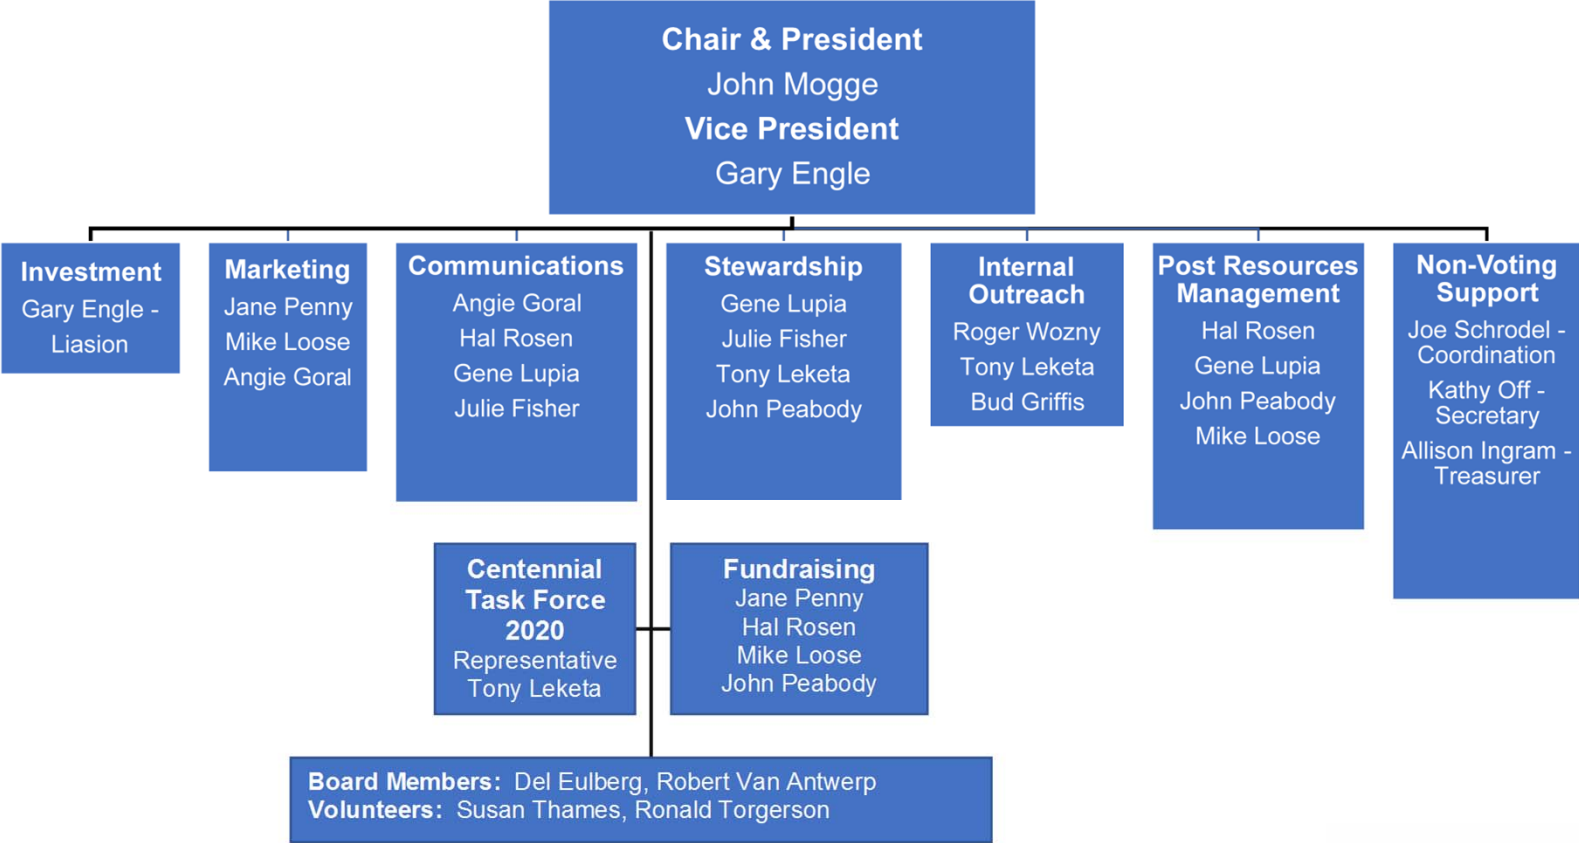 Chair & President
John Mogge
Vice President
Gary Engle
Investment
Gary Engle -
Liasion
Marketing
Jane Penny
Mike Loose
Angie Goral
Communications
Angie Goral
Hal Rosen
Gene Lupia
Julie Fisher
Stewardship
Gene Lupia
Julie Fisher
Tony Leketa
John Peabody
Internal
Outreach
Roger Wozny
Tony Leketa
Bud Griffis
Post Resources
Management
Hal Rosen
Gene Lupia
John Peabody
Mike Loose
Non-Voting
Support
Joe Schrodel -
Coordination
Kathy Off -
Secretary
Allison Ingram -
Treasurer
Centennial
Task Force
2020
Representative
Tony Leketa
Fundraising
Jane Penny
Hal Rosen
Mike Loose
John Peabody
Board Members: Del Eulberg, Robert Van Antwerp
Volunteers: Susan Thames, Ronald Torgerson